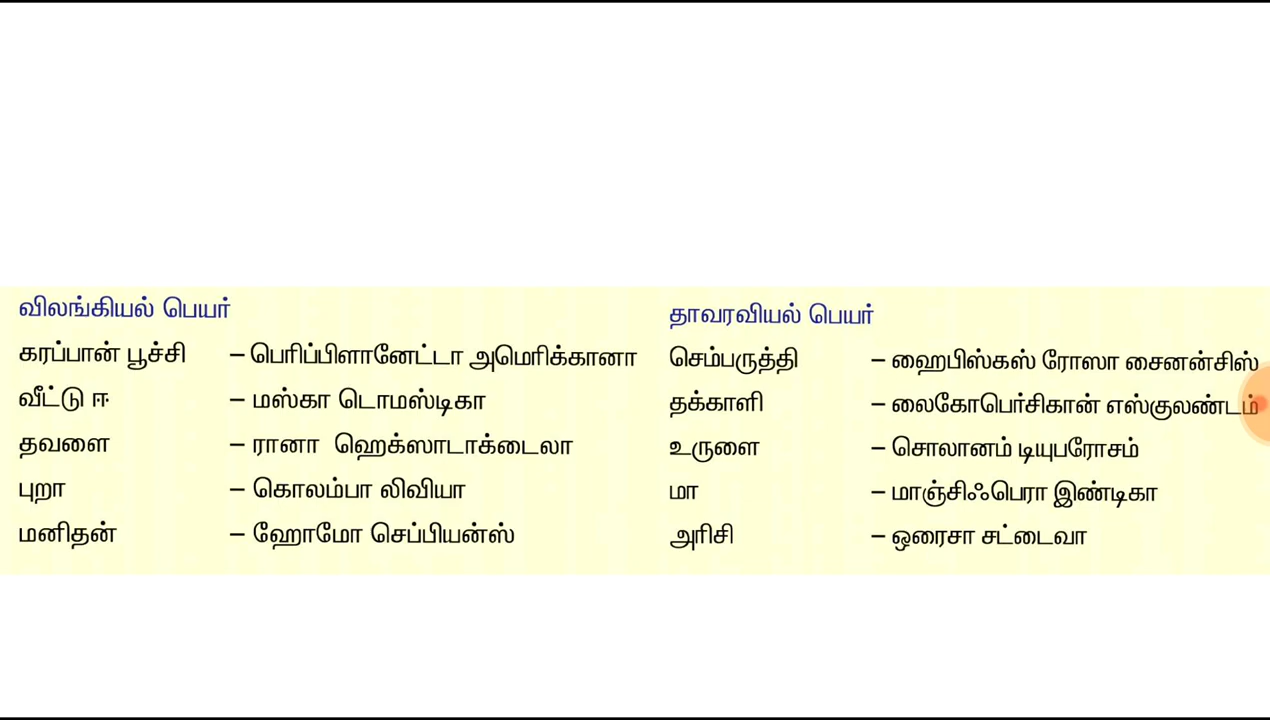 விலங்கியல் பெயர்
கரப்பான் பூச்சி – பெரிப்பிளானேட்டா அமெரிக்கானா
வீட்டு ஈ – மஸ்கா டொமஸ்டிகா
தவளை – ரானா ஹெக்ஸாடாக்டைலா
புறா – கொலம்பா லிவியா
மனிதன் – ஹோமோ செப்பியன்ஸ்
தாவரவியல் பெயர்
செம்பருத்தி – ஹைபிஸ்கஸ் ரோஸா சைனன்சிஸ்
தக்காளி – லைகோபெர்சிகான் எஸ்குலண்டம்
உருளை – சொலானம் டியுபரோசம்
மா – மாஞ்சிஃபெரா இண்டிகா
அரிசி – ஒரைசா சட்டைவா